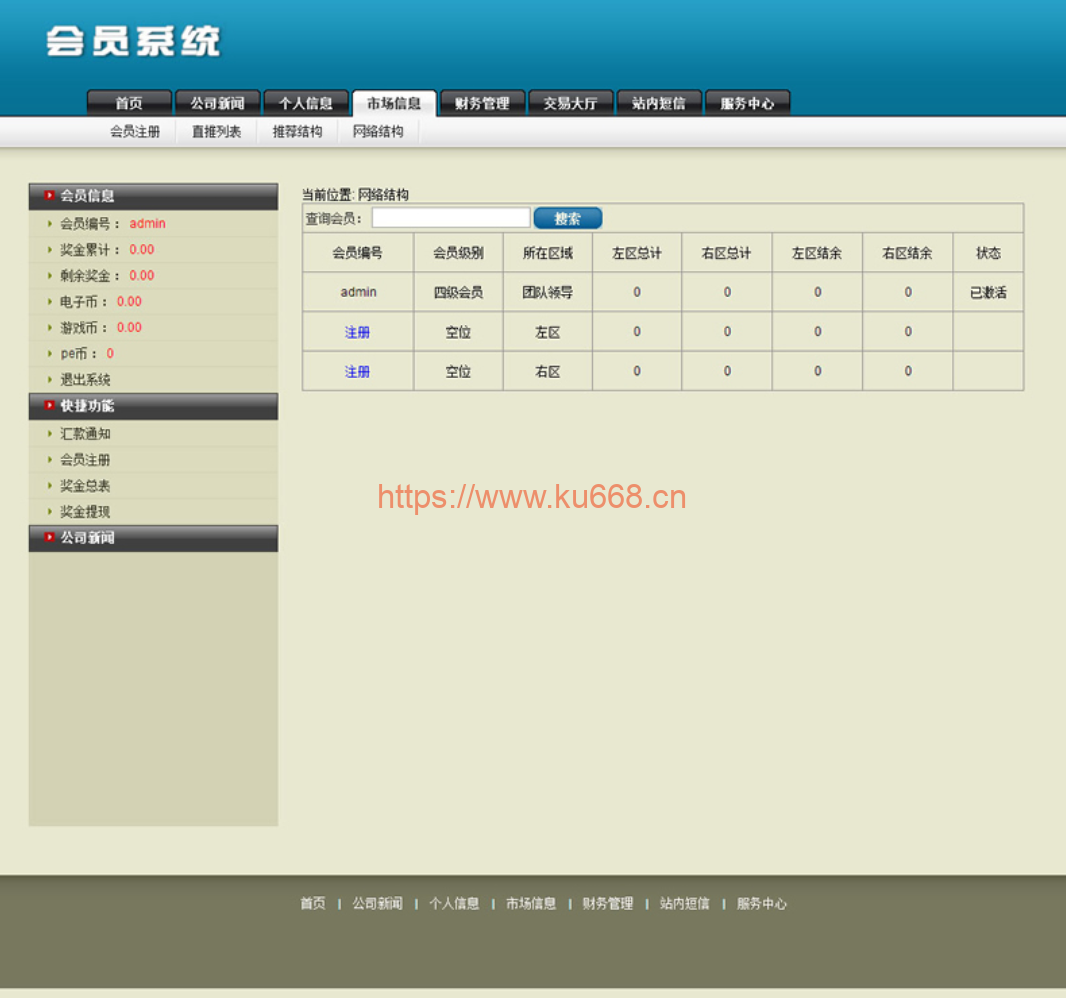 会员系统
首页 公司新闻 个人信息 市场信息 财务管理 交易大厅 站内短信 服务中心
会员注册 直推列表 推荐结构 网络结构
会员信息
会员编号： admin
奖金累计： 0.00
剩余奖金： 0.00
电子币： 0.00
游戏币： 0.00
pe币： 0
退出系统
快捷功能
汇款通知
会员注册
奖金总表
奖金提现
公司新闻
当前位置: 网络结构
查询会员： 搜索
会员编号 会员级别 所在区域 左区总计 右区总计 左区结余 右区结余 状态
admin 四级会员 团队领导 0 0 0 0 已激活
注册 空位 左区 0 0 0 0
注册 空位 右区 0 0 0 0
https://www.ku668.cn
首页 | 公司新闻 | 个人信息 | 市场信息 | 财务管理 | 站内短信 | 服务中心